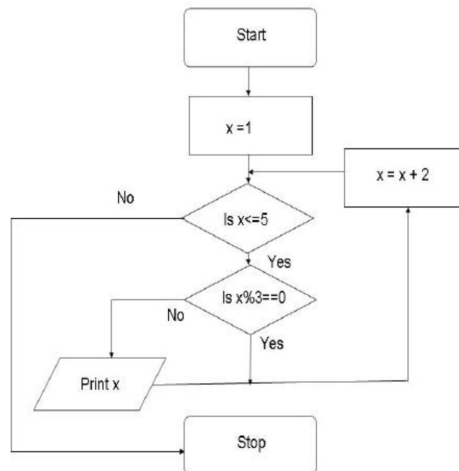 Start
x =1
x = x + 2
No
Is x<=5
Yes
Is x%3==0
No
Yes
Print x
Stop